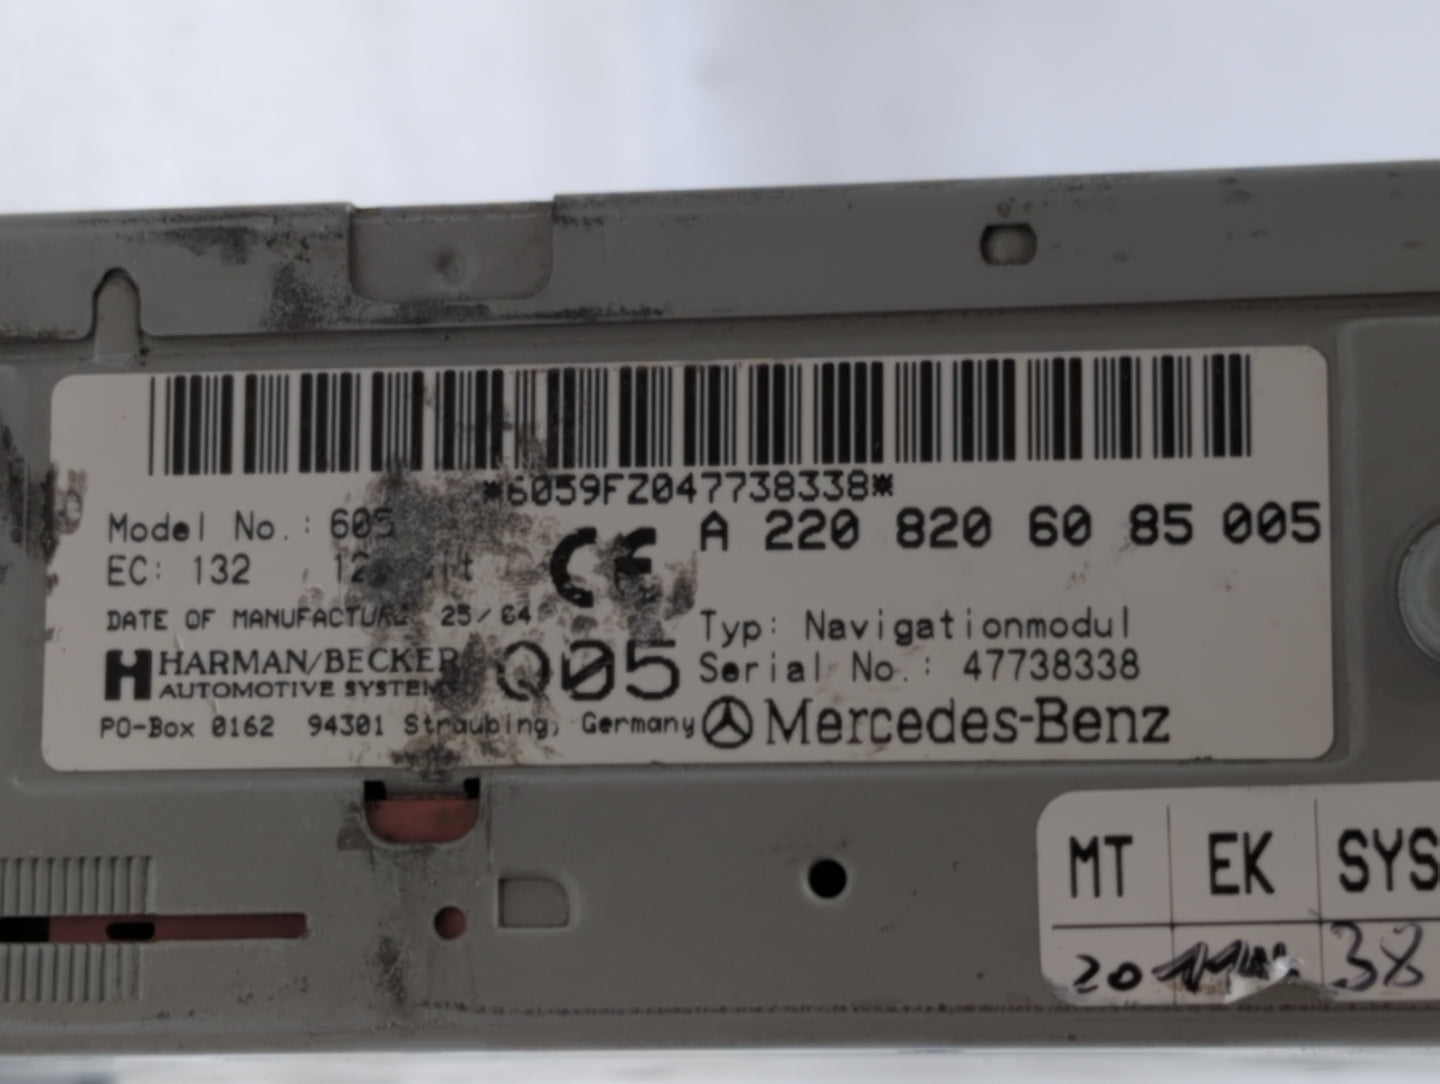 *6059FZ047738338*
Model No.: 605
A 220 820 60 85 005
EC: 132
DATE OF MANUFACTURE 25/04
Typ: Navigationmodul
HARMAN/BECKER
AUTOMOTIVE SYSTEMS
Q05
Serial No.: 47738338
PO-Box 0162 94301 Straubing, Germany
Mercedes-Benz
MT EK SYS
20 38